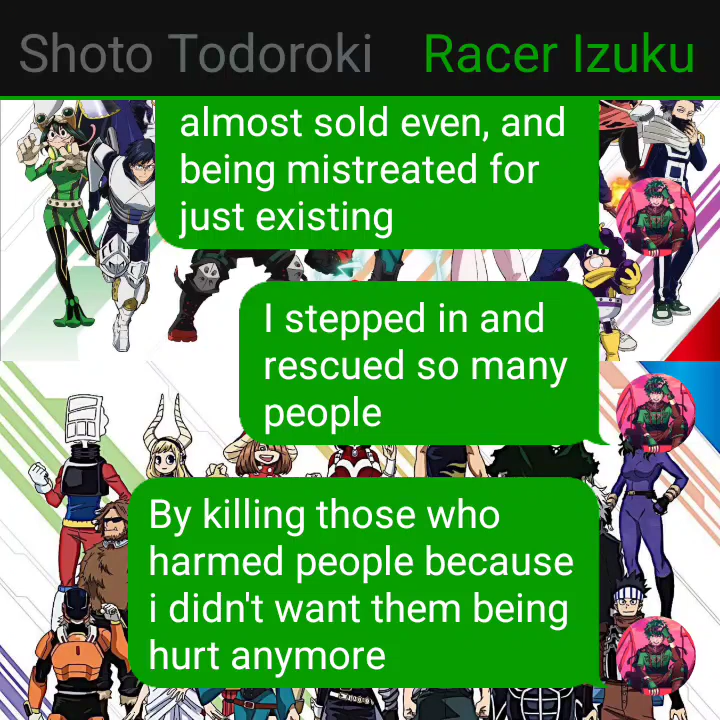 Shoto Todoroki Racer Izuku
almost sold even, and
being mistreated for
just existing
I stepped in and
rescued so many
people
By killing those who
harmed people because
i didn't want them being
hurt anymore